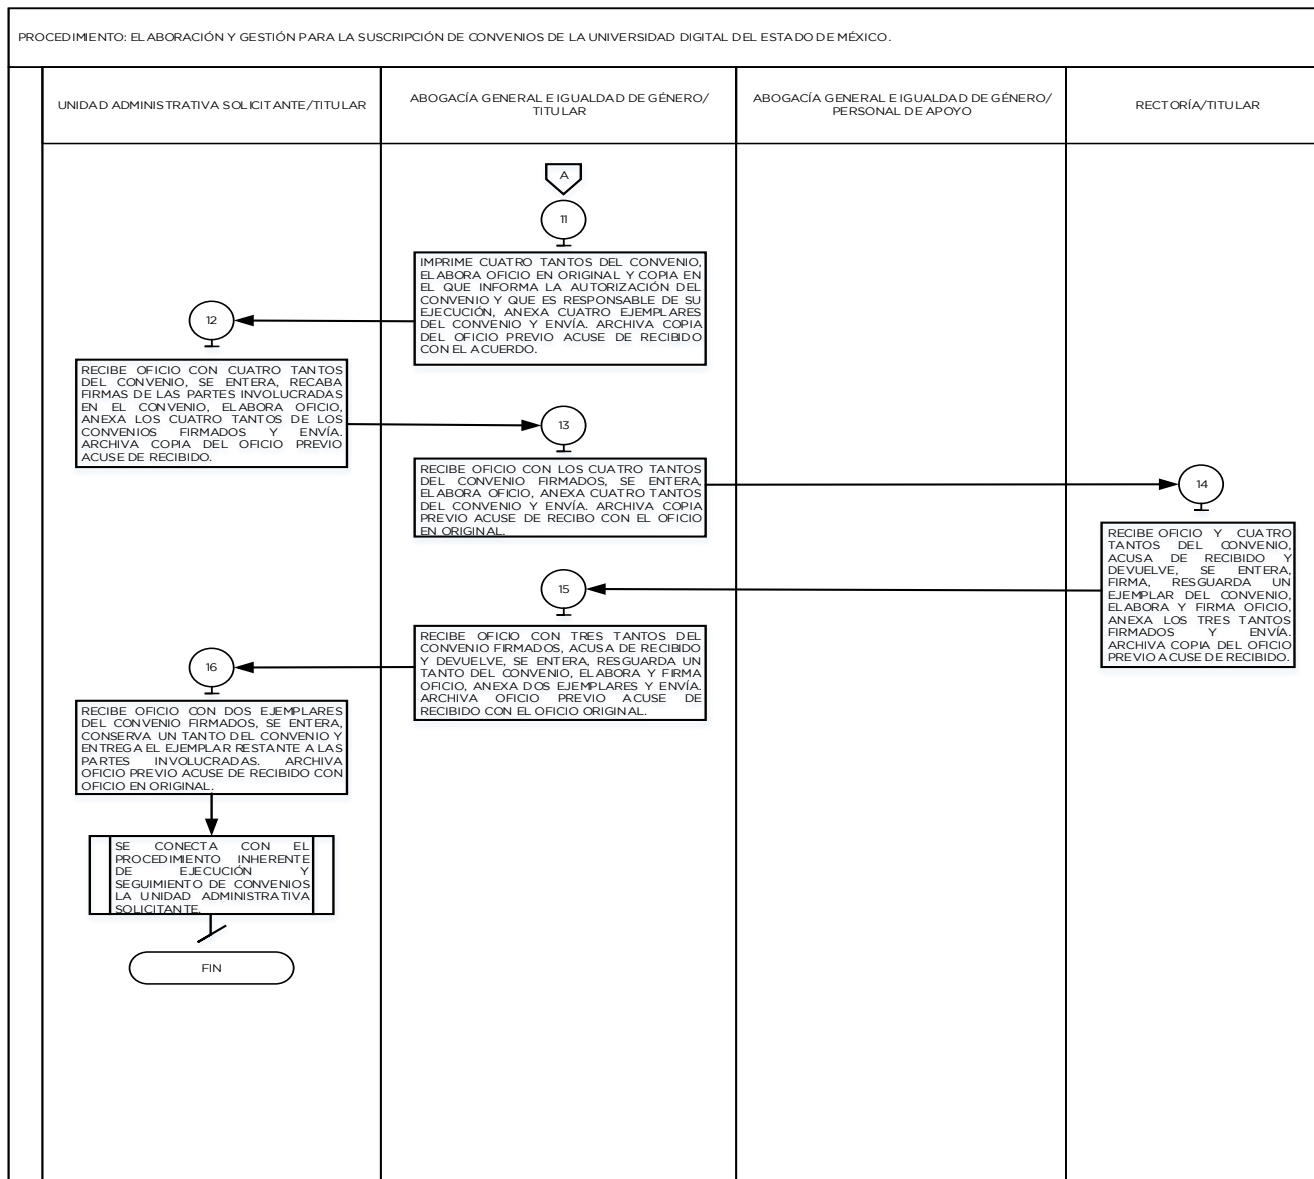 PROCEDIMIENTO: ELABORACIÓN Y GESTIÓN PARA LA SUSCRIPCIÓN DE CONVENIOS DE LA UNIVERSIDAD DIGITAL DEL ESTADO DE MÉXICO.
UNIDAD ADMINISTRATIVA SOLICITANTE/TITULAR
ABOGACÍA GENERAL E IGUALDAD DE GÉNERO/
TITULAR
ABOGACÍA GENERAL E IGUALDAD DE GÉNERO/
PERSONAL DE APOYO
RECTORÍA/TITULAR
A
11
IMPRIME CUATRO TANTOS DEL CONVENIO,
ELABORA OFICIO EN ORIGINAL Y COPIA EN
EL QUE INFORMA LA AUTORIZACIÓN DEL
CONVENIO Y QUE ES RESPONSABLE DE SU
EJECUCIÓN, ANEXA CUATRO EJEMPLARES
DEL CONVENIO Y ENVÍA. ARCHIVA COPIA
DEL OFICIO PREVIO ACUSE DE RECIBIDO
CON EL ACUERDO.
12
RECIBE OFICIO CON CUATRO TANTOS
DEL CONVENIO, SE ENTERA, RECABA
FIRMAS DE LAS PARTES INVOLUCRADAS
EN EL CONVENIO, ELABORA OFICIO,
ANEXA LOS CUATRO TANTOS DE LOS
CONVENIOS FIRMADOS Y ENVÍA.
ARCHIVA COPIA DEL OFICIO PREVIO
ACUSE DE RECIBIDO.
13
RECIBE OFICIO CON LOS CUATRO TANTOS
DEL CONVENIO FIRMADOS, SE ENTERA,
ELABORA OFICIO, ANEXA CUATRO TANTOS
DEL CONVENIO Y ENVÍA. ARCHIVA COPIA
PREVIO ACUSE DE RECIBO CON EL OFICIO
EN ORIGINAL.
14
RECIBE OFICIO Y CUATRO
TANTOS DEL CONVENIO,
ACUSA DE RECIBIDO Y
DEVUELVE, SE ENTERA,
FIRMA, RESGUARDA UN
EJEMPLAR DEL CONVENIO,
ELABORA Y FIRMA OFICIO,
ANEXA LOS TRES TANTOS
FIRMADOS Y ENVÍA.
ARCHIVA COPIA DEL OFICIO
PREVIO ACUSE DE RECIBIDO.
15
RECIBE OFICIO CON TRES TANTOS DEL
CONVENIO FIRMADOS, ACUSA DE RECIBIDO
Y DEVUELVE, SE ENTERA, RESGUARDA UN
TANTO DEL CONVENIO, ELABORA Y FIRMA
OFICIO, ANEXA DOS EJEMPLARES Y ENVÍA.
ARCHIVA OFICIO PREVIO ACUSE DE
RECIBIDO CON EL OFICIO ORIGINAL.
16
RECIBE OFICIO CON DOS EJEMPLARES
DEL CONVENIO FIRMADOS, SE ENTERA,
CONSERVA UN TANTO DEL CONVENIO Y
ENTREGA EL EJEMPLAR RESTANTE A LAS
PARTES INVOLUCRADAS. ARCHIVA
OFICIO PREVIO ACUSE DE RECIBIDO CON
OFICIO EN ORIGINAL.
SE CONECTA CON EL
PROCEDIMIENTO INHERENTE
DE EJECUCIÓN Y
SEGUIMIENTO DE CONVENIOS
LA UNIDAD ADMINISTRATIVA
SOLICITANTE.
FIN